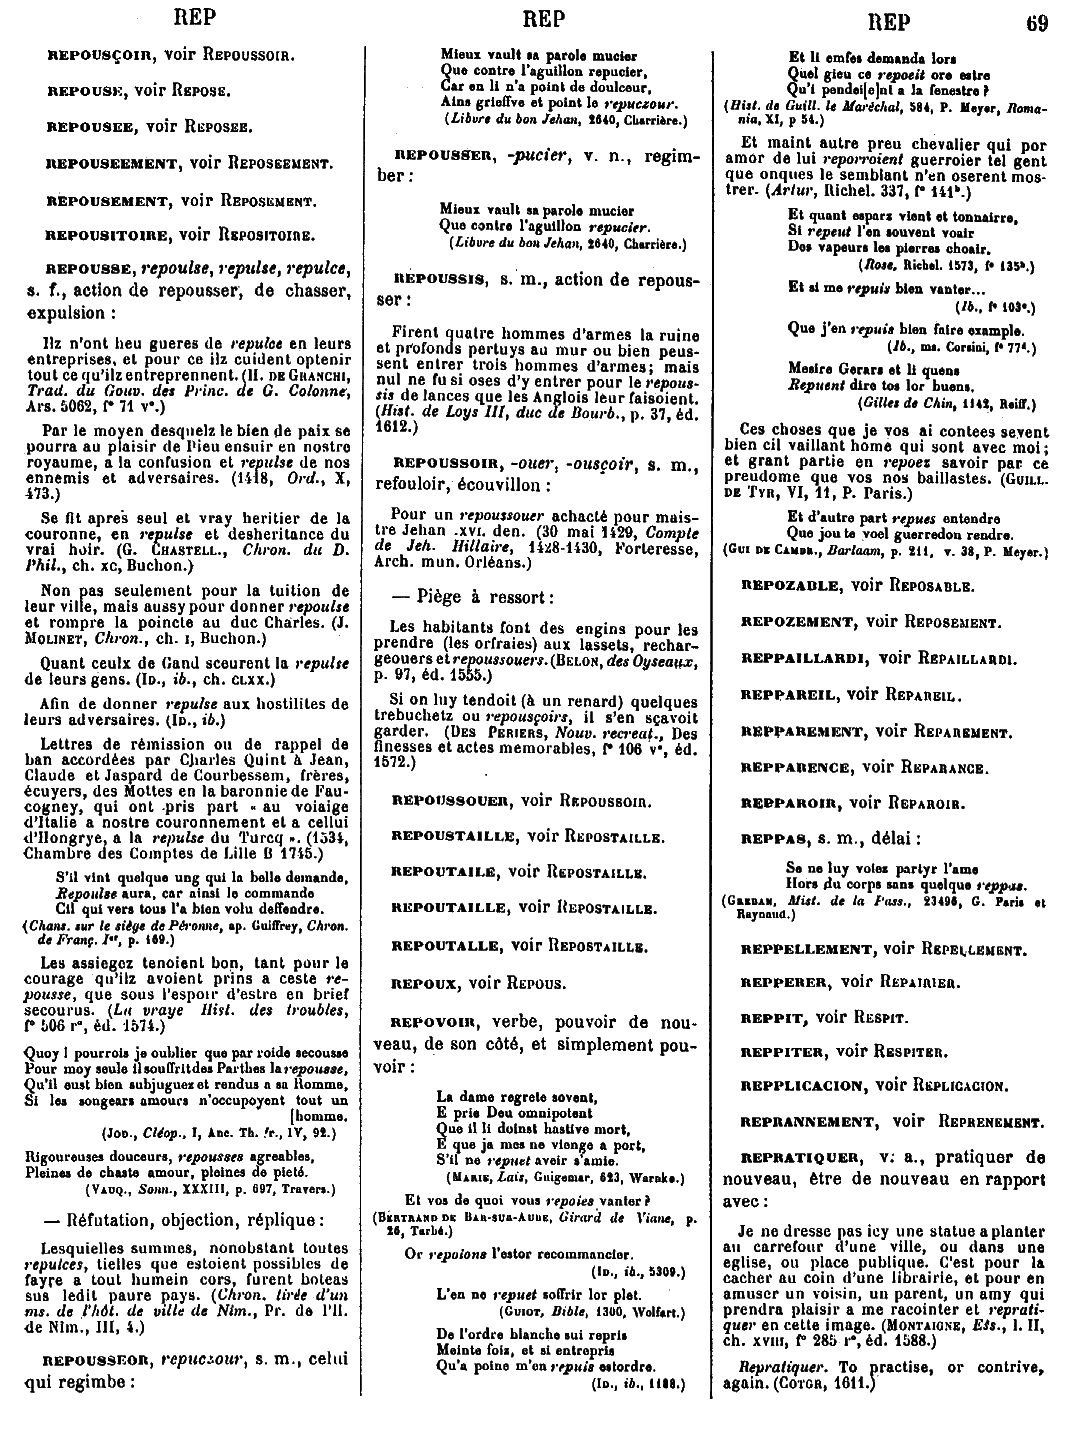 REP
REP
REP
69
REPOUSÇOIR, voir REPOUSSOIR.
REPOUSE, voir REPOSE.
REPOUSEE, voir REPOSEE.
REPOUSEEMENT, voir REPOSEEMENT.
REPOUSEMENT, voir REPOSEMENT.
REPOUSITOIRE, voir REPOSITOIRE.
REPOUSSE, repoulse, repulse, repulce,
s. f., action de repousser, de chasser,
expulsion :
Ilz n'ont heu gueres de repulce en leurs
entreprises, et pour ce ilz cuident optenir
tout ce qu'ilz entreprennent. (H. DE GRANCHI,
Trad. du Gouv. des Princ. de G. Colonne,
Ars. 5062, f° 71 v°.)
Par le moyen desquelz le bien de paix se
pourra au plaisir de Dieu ensuir en nostre
royaume, a la confusion et repulse de nos
ennemis et adversaires. (1418, Ord., X,
473.)
Se fit après seul et vray heritier de la
couronne, en repulse et desheritance du
vrai hoir. (G. CHASTELL., Chron. du D.
Phil., ch. xc, Buchon.)
Non pas seulement pour la tuition de
leur ville, mais aussy pour donner repoulse
et rompre la poincte au duc Charles. (J.
MOLINET, Chron., ch. I, Buchon.)
Quant ceulx de Gand sceurent la repulse
de leurs gens. (ID., ib., ch. CLXX.)
Afin de donner repulse aux hostilites de
leurs adversaires. (ID., ib.)
Lettres de rémission ou de rappel de
ban accordées par Charles Quint à Jean,
Claude et Jaspard de Courbessem, frères,
écuyers, des Mottes en la baronnie de Fau-
cogney, qui ont pris part « au voiaige
d'Italie a nostre couronnement et a cellui
d'Hongrye, a la repulse du Turcq ». (1534,
Chambre des Comptes de Lille B 1745.)
S'il vint quelque ung qui la belle demande,
Repoulse aura, car ainsi le commande
Cil qui vers tous l'a bien volu deffendre.
(Chans. sur le siège de Péronne, ap. Guiffrey, Chron.
de Franç. Ier, p. 169.)
Les assiegez tenoient bon, tant pour le
courage qu'ilz avoient prins a ceste re-
pousse, que sous l'espoir d'estre en brief
secourus. (La vraye Hist. des troubles,
f° 506 r°, éd. 1574.)
Quoy ! pourrois je oublier que par roide secousse
Pour moy seule il souffrit des Parthes la repousse,
Qu'il eust bien subjuguez et rendus a sa Romme,
Si les songears amours n'occupoyent tout un
[homme.
(JOD., Cléop., I, Anc. Th. fr., IV, 92.)
Rigoureuses douceurs, repousses agreables,
Pleines de chaste amour, pleines de pieté.
(VAUQ., Sonn., XXXIII, p. 697, Travers.)
— Réfutation, objection, réplique :
Lesquielles summes, nonobstant toutes
repulces, tielles que estoient possibles de
fayre a tout humein cors, furent boteas
sus ledit paure pays. (Chron. tirée d'un
ms. de l'hôt. de ville de Nîm., Pr. de l'H.
de Nîm., III, 4.)
REPOUSSEOR, repuczour, s. m., celui
qui regimbe :
Mieux vault sa parole mucier
Que contre l'aguillon repucier,
Car en li n'a point de doulceur,
Ains grieffve et point le repuczour.
(Libvre du bon Jehan, 2640, Charrière.)
REPOUSSER, -pucier, v. n., regim-
ber :
Mieux vault sa parole mucier
Que contre l'aguillon repucier.
(Libvre du bon Jehan, 2640, Charrière.)
REPOUSSIS, s. m., action de repous-
ser :
Firent quatre hommes d'armes la ruine
et profonds pertuys au mur ou bien peus-
sent entrer trois hommes d'armes; mais
nul ne fu si oses d'y entrer pour le repous-
sis de lances que les Anglois leur faisoient.
(Hist. de Loys III, duc de Bourb., p. 37, éd.
1612.)
REPOUSSOIR, -ouer, -ousçoir, s. m.,
refouloir, écouvillon :
Pour un repoussouer achacté pour mais-
tre Jehan .XVI. den. (30 mai 1429, Compte
de Jeh. Hillaire, 1428-1430, Forteresse,
Arch. mun. Orléans.)
— Piège à ressort :
Les habitants font des engins pour les
prendre (les orfraies) aux lassets, rechar-
geouers et repoussouers. (BELON, des Oyseaux,
p. 97, éd. 1555.)
Si on luy tendoit (à un renard) quelques
trebuchetz ou repousçoirs, il s'en sçavoit
garder. (DES PERIERS, Nouv. recreat., Des
finesses et actes memorables, f° 106 v°, éd.
1572.)
REPOUSSOUER, voir REPOUSSOIR.
REPOUSTAILLE, voir REPOSTAILLE.
REPOUTAILE, voir REPOSTAILLE.
REPOUTAILLE, voir REPOSTAILLE.
REPOUTALLE, voir REPOSTAILLE.
REPOUX, voir REPOUS.
REPOVOIR, verbe, pouvoir de nou-
veau, de son côté, et simplement pou-
voir :
La dame regrete sovent,
E prie Deu omnipotent
Que il li doinst hastive mort,
E que ja mes ne vienge a port,
S'il ne repuet aveir s'amie.
(MARIE, Lais, Guigemar, 623, Warnke.)
Et vos de quoi vous repoies vanter ?
(BERTRAND DE BAR-SUR-AUBE, Girard de Viane, p.
26, Tarbé.)
Or repoions l'estor recommancier.
(ID., ib., 5309.)
L'en ne repuet soffrir lor plet.
(GUIOT, Bible, 1300, Wolfart.)
De l'ordre blanche sui repris
Meinte foiz, et si entrepris
Qu'a poine m'en repuis estordre.
(ID., ib., 1188.)
Et li emfes demanda lors
Quel gieu ce repoeit ore estre
Qu'i pendei[e]nt a la fenestre ?
(Hist. de Guill. le Maréchal, 584, P. Meyer, Roma-
nia, XI, p 54.)
Et maint autre preu chevalier qui por
amor de lui reporroient guerroier tel gent
que onques le semblant n'en oserent mos-
trer. (Artur, Richel. 337, f° 141b.)
Et quant espars vient et tonnairre,
Si repeut l'en souvent voair
Des vapeurs les pierres choair.
(Rose, Richel. 1573, f° 135b.)
Et si me repuis bien vanter...
(Ib., f° 103c.)
Que j'en repuis bien faire example.
(Ib., ms. Corsini, f° 77d.)
Mesire Gerars et li quens
Repuent dire tos lor buens.
(Gilles de Chin, 1142, Reiff.)
Ces choses que je vos ai contees sevent
bien cil vaillant home qui sont avec moi;
et grant partie en repoez savoir par ce
preudome que vos nos baillastes. (GUILL.
DE TYR, VI, 11, P. Paris.)
Et d'autre part repues entendre
Que jou te voel guerredon rendre.
(GUI DE CAMBR., Barlaam, p. 211, v. 38, P. Meyer.)
REPOZABLE, voir REPOSABLE.
REPOZEMENT, voir REPOSEMENT.
REPPAILLARDI, voir REPAILLARDI.
REPPAREIL, voir REPAREIL.
REPPAREMENT, voir REPAREMENT.
REPPARENCE, voir REPARANCE.
REPPAROIR, voir REPAROIR.
REPPAS, s. m., délai :
Se ne luy voiez partyr l'ame
Hors du corps sans quelque reppas.
(GREBAN, Mist. de la Pass., 23498, G. Paris et
Raynaud.)
REPPELLEMENT, voir REPELLEMENT.
REPPERER, voir REPAIRIER.
REPPIT, voir RESPIT.
REPPITER, voir RESPITER.
REPPLICACION, voir REPLICACION.
REPRANNEMENT, voir REPRENEMENT.
REPRATIQUER, v. a., pratiquer de
nouveau, être de nouveau en rapport
avec :
Je ne dresse pas icy une statue a planter
au carrefour d'une ville, ou dans une
eglise, ou place publique. C'est pour la
cacher au coin d'une librairie, et pour en
amuser un voisin, un parent, un amy qui
prendra plaisir a me racointer et reprati-
quer en cette image. (MONTAIGNE, Ess., l. II,
ch. XVIII, f° 285 r°, éd. 1588.)
Repratiquer. To practise, or contrive,
again. (COTGR, 1611.)